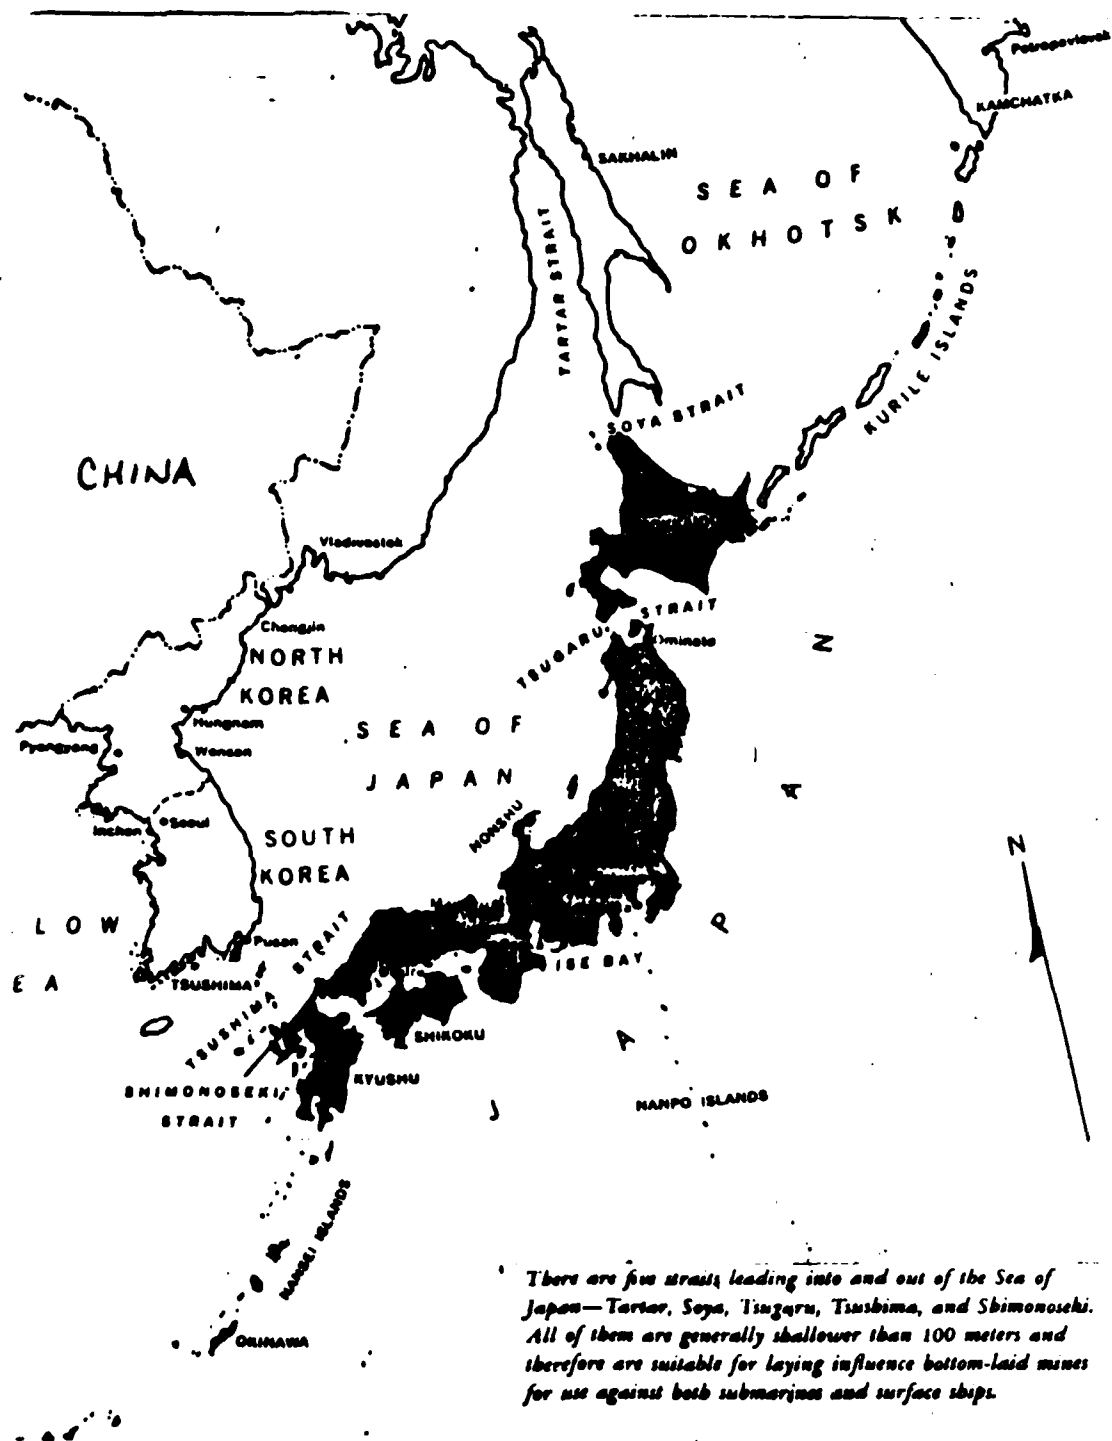 Petropavlovsk
KAMCHATKA
SAKHALIN
SEA OF
OKHOTSK
TARTAR STRAIT
KURILE ISLANDS
SOYA STRAIT
CHINA
Vladivostok
Chongjin
NORTH
KOREA
TSUGARU STRAIT
Ominato
Hungnam
Wonsan
Pyongyang
SEA OF
JAPAN
HONSHU
Inchon
Seoul
SOUTH
KOREA
N
LOW
EA
Pusan
TSUSHIMA
TSUSHIMA STRAIT
ISE BAY
SHIKOKU
KYUSHU
SHIMONOSEKI
STRAIT
NANPO ISLANDS
J A P A N
NANSEI ISLANDS
OKINAWA
There are five straits leading into and out of the Sea of
Japan—Tartar, Soya, Tsugaru, Tsushima, and Shimonoseki.
All of them are generally shallower than 100 meters and
therefore are suitable for laying influence bottom-laid mines
for use against both submarines and surface ships.